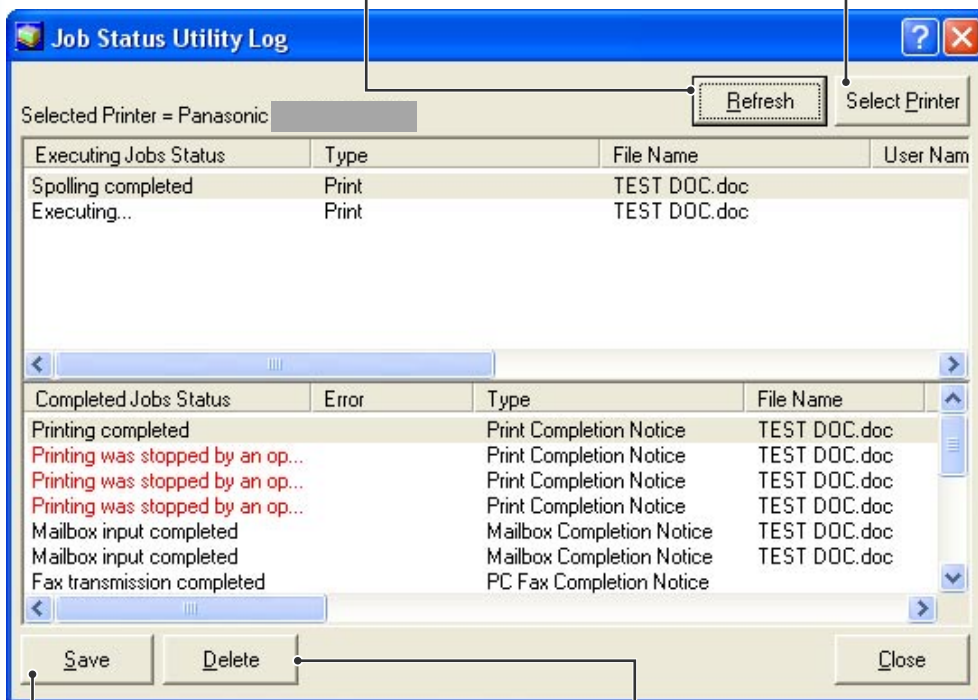 Job Status Utility Log
Refresh Select Printer
Selected Printer = Panasonic
Executing Jobs Status Type File Name User Nam
Spolling completed Print TEST DOC.doc
Executing... Print TEST DOC.doc
Completed Jobs Status Error Type File Name
Printing completed Print Completion Notice TEST DOC.doc
Printing was stopped by an op... Print Completion Notice TEST DOC.doc
Printing was stopped by an op... Print Completion Notice TEST DOC.doc
Printing was stopped by an op... Print Completion Notice TEST DOC.doc
Mailbox input completed Mailbox Completion Notice TEST DOC.doc
Mailbox input completed Mailbox Completion Notice TEST DOC.doc
Fax transmission completed PC Fax Completion Notice
Save Delete Close